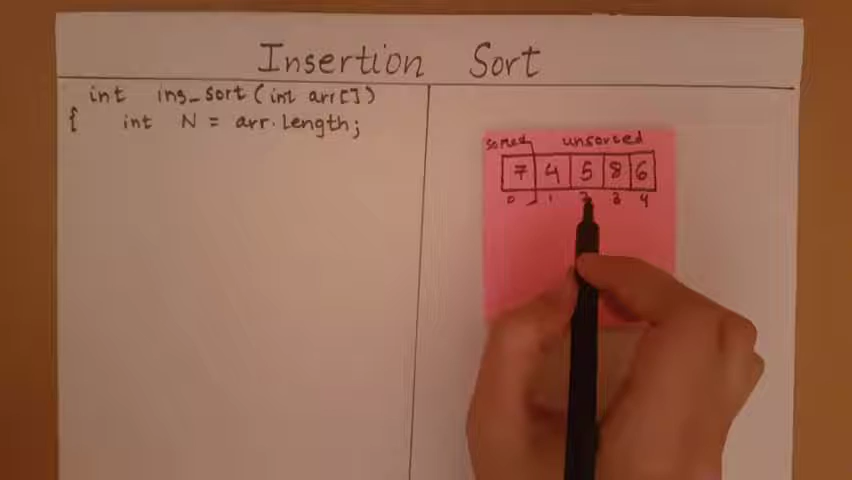 Insertion Sort
int ins_sort(int arr[])
{ int N = arr.length;
sorted unsorted
7 4 5 8 6
0 1 2 3 4